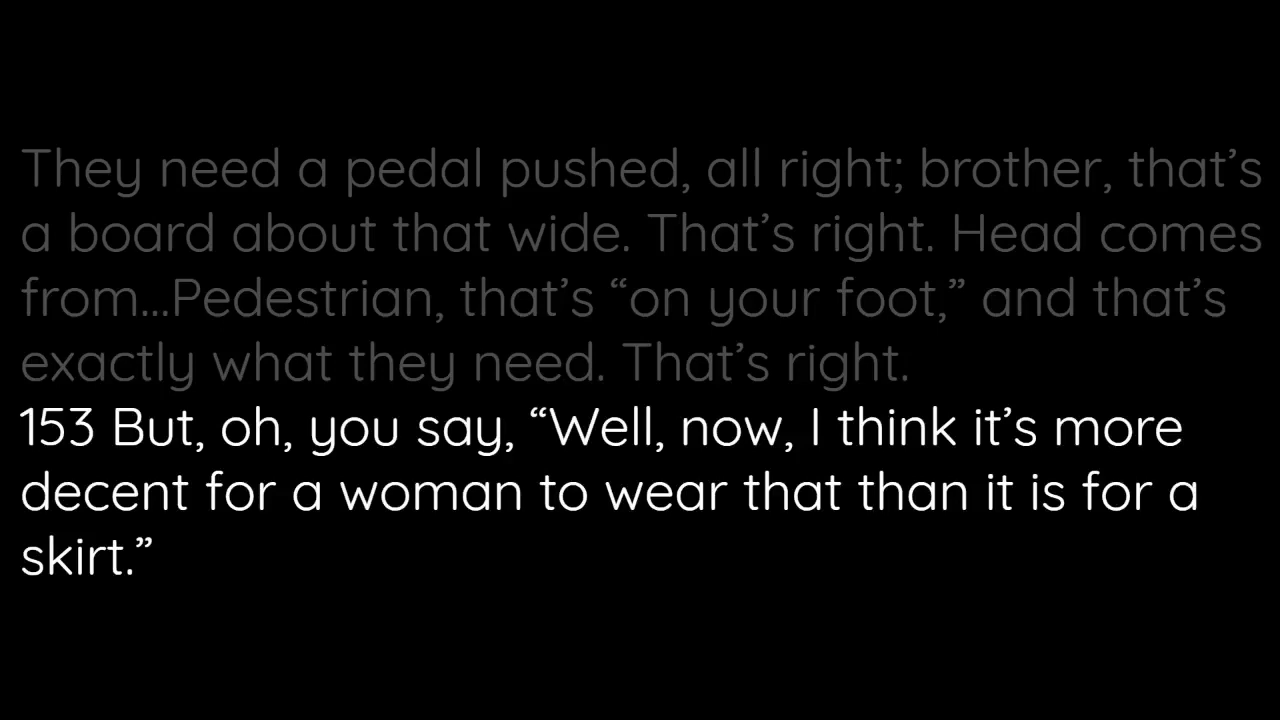 They need a pedal pushed, all right; brother, that’s
a board about that wide. That’s right. Head comes
from...Pedestrian, that’s “on your foot,” and that’s
exactly what they need. That’s right.
153 But, oh, you say, “Well, now, I think it’s more
decent for a woman to wear that than it is for a
skirt.”